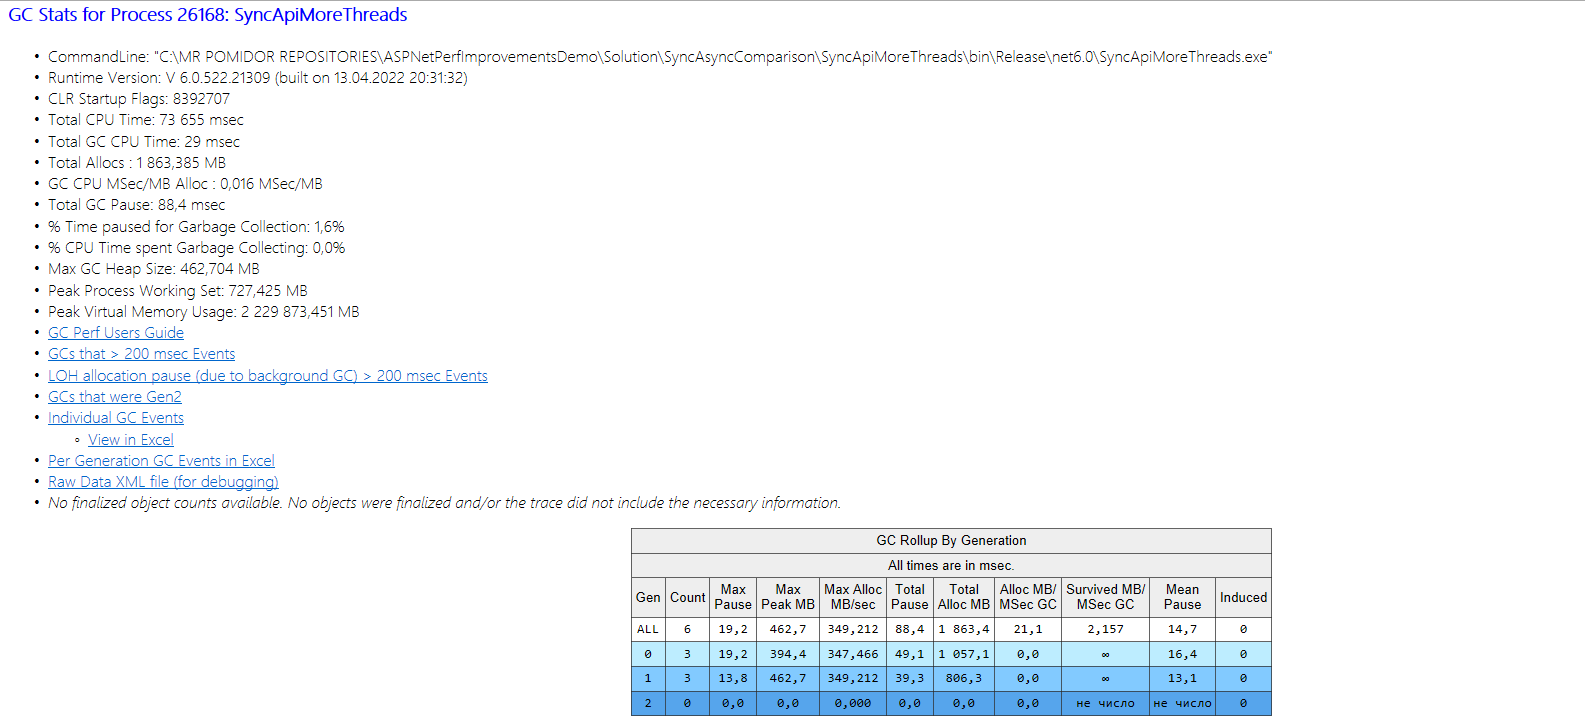 GC Stats for Process 26168: SyncApiMoreThreads
• CommandLine: "C:\MR POMIDOR REPOSITORIES\ASPNetPerfImprovementsDemo\Solution\SyncAsyncComparison\SyncApiMoreThreads\bin\Release\net6.0\SyncApiMoreThreads.exe"
• Runtime Version: V 6.0.522.21309 (built on 13.04.2022 20:31:32)
• CLR Startup Flags: 8392707
• Total CPU Time: 73 655 msec
• Total GC CPU Time: 29 msec
• Total Allocs : 1 863,385 MB
• GC CPU MSec/MB Alloc : 0,016 MSec/MB
• Total GC Pause: 88,4 msec
• % Time paused for Garbage Collection: 1,6%
• % CPU Time spent Garbage Collecting: 0,0%
• Max GC Heap Size: 462,704 MB
• Peak Process Working Set: 727,425 MB
• Peak Virtual Memory Usage: 2 229 873,451 MB
• GC Perf Users Guide
• GCs that > 200 msec Events
• LOH allocation pause (due to background GC) > 200 msec Events
• GCs that were Gen2
• Individual GC Events
◦ View in Excel
• Per Generation GC Events in Excel
• Raw Data XML file (for debugging)
• No finalized object counts available. No objects were finalized and/or the trace did not include the necessary information.
GC Rollup By Generation
All times are in msec.
Gen Count Max Pause Max Peak MB Max Alloc MB/sec Total Pause Total Alloc MB Alloc MB/ MSec GC Survived MB/ MSec GC Mean Pause Induced
ALL 6 19,2 462,7 349,212 88,4 1 863,4 21,1 2,157 14,7 0
0 3 19,2 394,4 347,466 49,1 1 057,1 0,0 ∞ 16,4 0
1 3 13,8 462,7 349,212 39,3 806,3 0,0 ∞ 13,1 0
2 0 0,0 0,0 0,000 0,0 0,0 0,0 не число не число 0